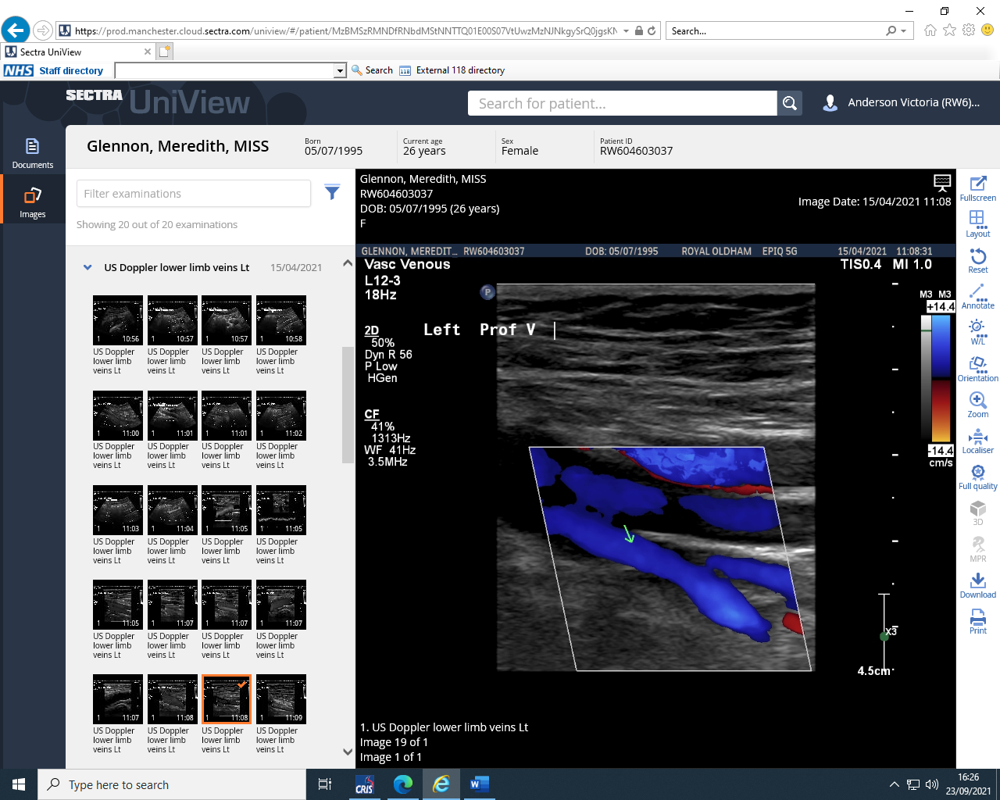 https://prod.manchester.cloud.sectra.com/uniview/#/patient/
Search...
Sectra UniView
NHS Staff directory
Search
External 118 directory
SECTRA UniView
Search for patient...
Anderson Victoria (RW6)...
Documents
Images
Glennon, Meredith, MISS
Born
05/07/1995
Current age
26 years
Sex
Female
Patient ID
RW604603037
Filter examinations
Showing 20 out of 20 examinations
US Doppler lower limb veins Lt 15/04/2021
1 10:56 1 10:57 1 10:57 1 10:58
US Doppler US Doppler US Doppler US Doppler
lower limb lower limb lower limb lower limb
veins Lt veins Lt veins Lt veins Lt
1 11:00 1 11:01 1 11:01 1 11:02
US Doppler US Doppler US Doppler US Doppler
lower limb lower limb lower limb lower limb
veins Lt veins Lt veins Lt veins Lt
1 11:03 1 11:04 1 11:05 1 11:05
US Doppler US Doppler US Doppler US Doppler
lower limb lower limb lower limb lower limb
veins Lt veins Lt veins Lt veins Lt
1 11:05 1 11:07 1 11:07 1 11:07
US Doppler US Doppler US Doppler US Doppler
lower limb lower limb lower limb lower limb
veins Lt veins Lt veins Lt veins Lt
1 11:07 1 11:08 1 11:08 1 11:09
US Doppler US Doppler US Doppler US Doppler
lower limb lower limb lower limb lower limb
veins Lt veins Lt veins Lt veins Lt
Glennon, Meredith, MISS
RW604603037
DOB: 05/07/1995 (26 years)
F
Image Date: 15/04/2021 11:08
GLENNON, MEREDIT... RW604603037 DOB: 05/07/1995 ROYAL OLDHAM EPIQ 5G 15/04/2021 11:08:31
Vasc Venous TIS0.4 MI 1.0
L12-3
18Hz
P
M3 M3
+14.4
Left Prof V
2D
50%
Dyn R 56
P Low
HGen
CF
41%
1313Hz
WF 41Hz
3.5MHz
-14.4
cm/s
X3
4.5cm
1. US Doppler lower limb veins Lt
Image 19 of 1
Image 1 of 1
Fullscreen
Layout
Reset
Annotate
W/L
Orientation
Zoom
Localiser
Full quality
3D
MPR
Download
Print
Type here to search
CRIS
16:26
23/09/2021